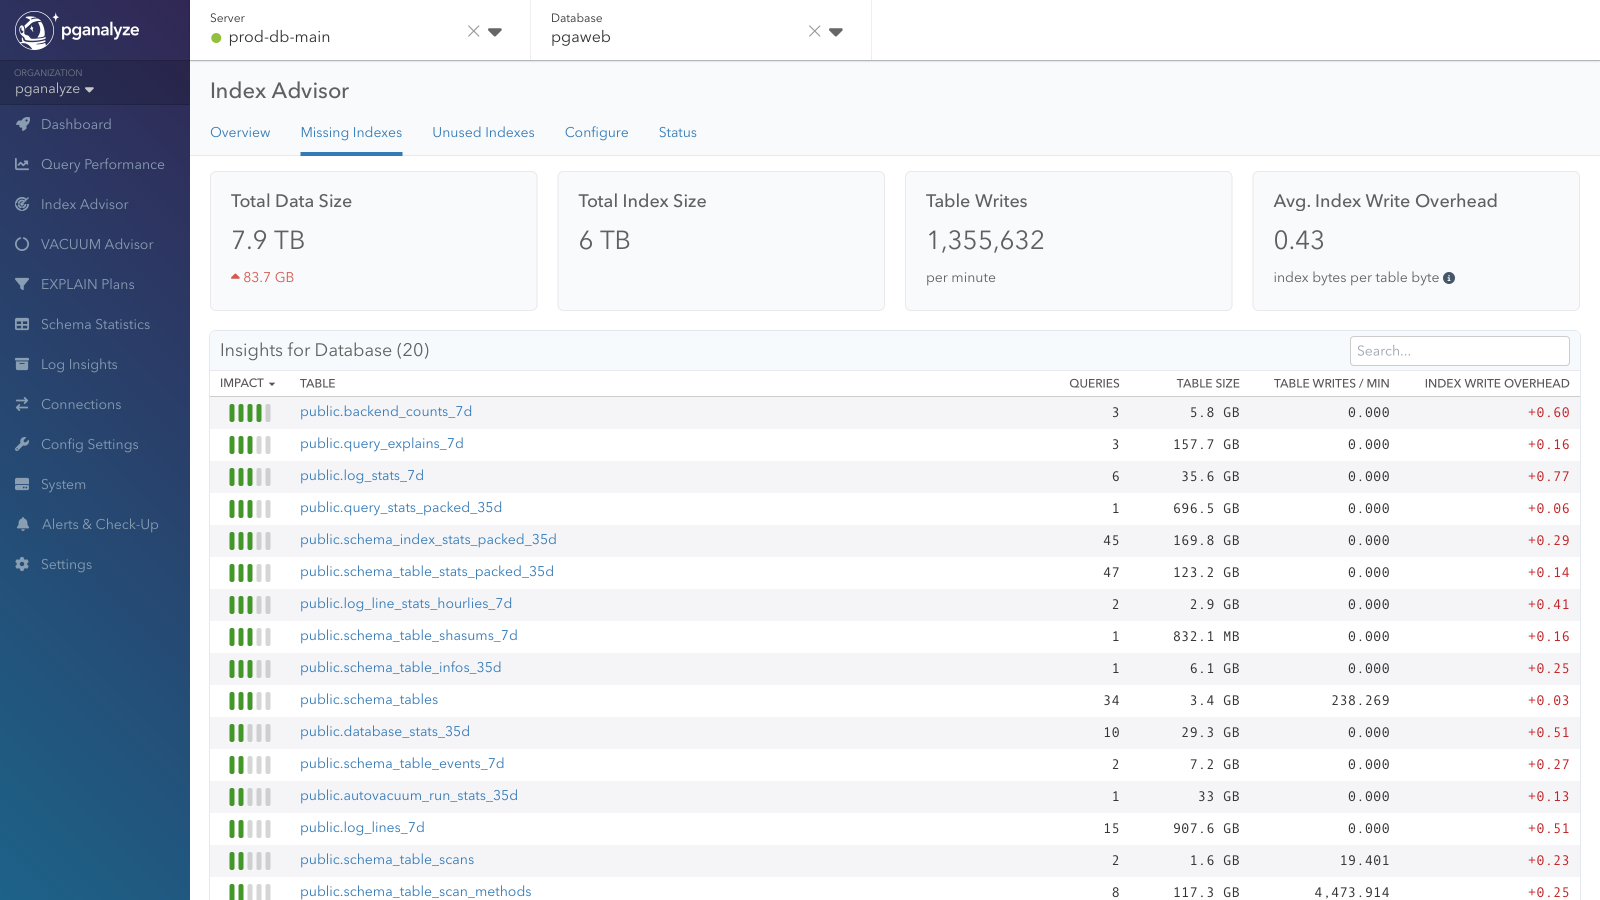 pganalyze
ORGANIZATION
pganalyze
Dashboard
Query Performance
Index Advisor
VACUUM Advisor
EXPLAIN Plans
Schema Statistics
Log Insights
Connections
Config Settings
System
Alerts & Check-Up
Settings
Server
prod-db-main
Database
pgaweb
Index Advisor
Overview Missing Indexes Unused Indexes Configure Status
Total Data Size
7.9 TB
83.7 GB
Total Index Size
6 TB
Table Writes
1,355,632
per minute
Avg. Index Write Overhead
0.43
index bytes per table byte
Insights for Database (20)
Search...
IMPACT TABLE QUERIES TABLE SIZE TABLE WRITES / MIN INDEX WRITE OVERHEAD
public.backend_counts_7d 3 5.8 GB 0.000 +0.60
public.query_explains_7d 3 157.7 GB 0.000 +0.16
public.log_stats_7d 6 35.6 GB 0.000 +0.77
public.query_stats_packed_35d 1 696.5 GB 0.000 +0.06
public.schema_index_stats_packed_35d 45 169.8 GB 0.000 +0.29
public.schema_table_stats_packed_35d 47 123.2 GB 0.000 +0.14
public.log_line_stats_hourlies_7d 2 2.9 GB 0.000 +0.41
public.schema_table_shasums_7d 1 832.1 MB 0.000 +0.16
public.schema_table_infos_35d 1 6.1 GB 0.000 +0.25
public.schema_tables 34 3.4 GB 238.269 +0.03
public.database_stats_35d 10 29.3 GB 0.000 +0.51
public.schema_table_events_7d 2 7.2 GB 0.000 +0.27
public.autovacuum_run_stats_35d 1 33 GB 0.000 +0.13
public.log_lines_7d 15 907.6 GB 0.000 +0.51
public.schema_table_scans 2 1.6 GB 19.401 +0.23
public.schema_table_scan_methods 8 117.3 GB 4,473.914 +0.25